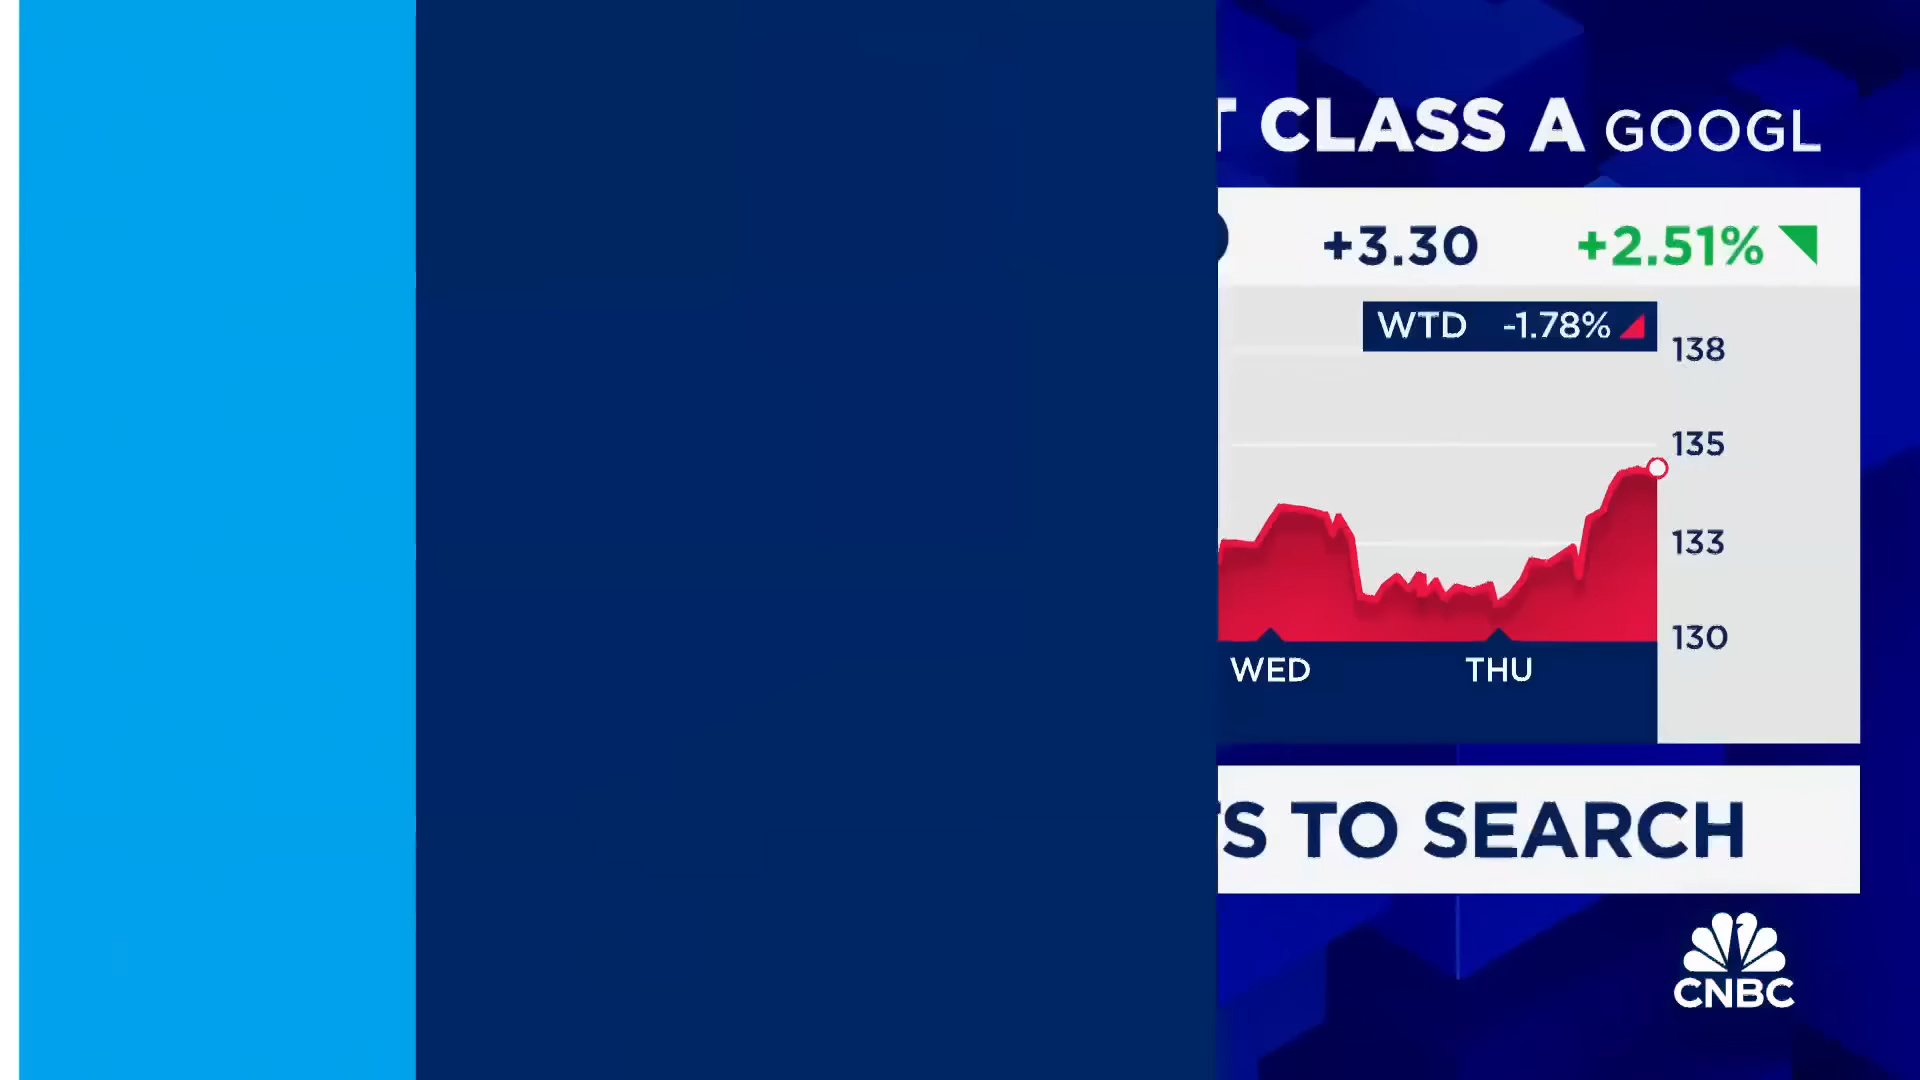 CLASS A GOOGL
+3.30 +2.51%
WTD -1.78%
138
135
133
130
WED THU
TO SEARCH
CNBC